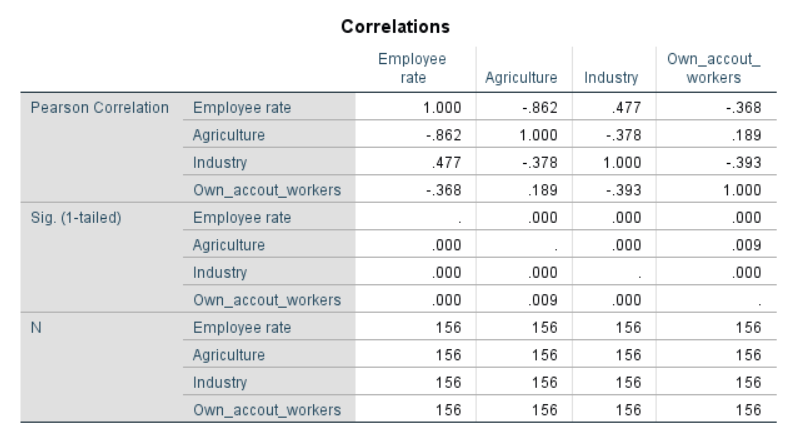 Correlations
Employee rate Agriculture Industry Own_accout_workers
Pearson Correlation Employee rate 1.000 -.862 .477 -.368
Agriculture -.862 1.000 -.378 .189
Industry .477 -.378 1.000 -.393
Own_accout_workers -.368 .189 -.393 1.000
Sig. (1-tailed) Employee rate . .000 .000 .000
Agriculture .000 . .000 .009
Industry .000 .000 . .000
Own_accout_workers .000 .009 .000 .
N Employee rate 156 156 156 156
Agriculture 156 156 156 156
Industry 156 156 156 156
Own_accout_workers 156 156 156 156